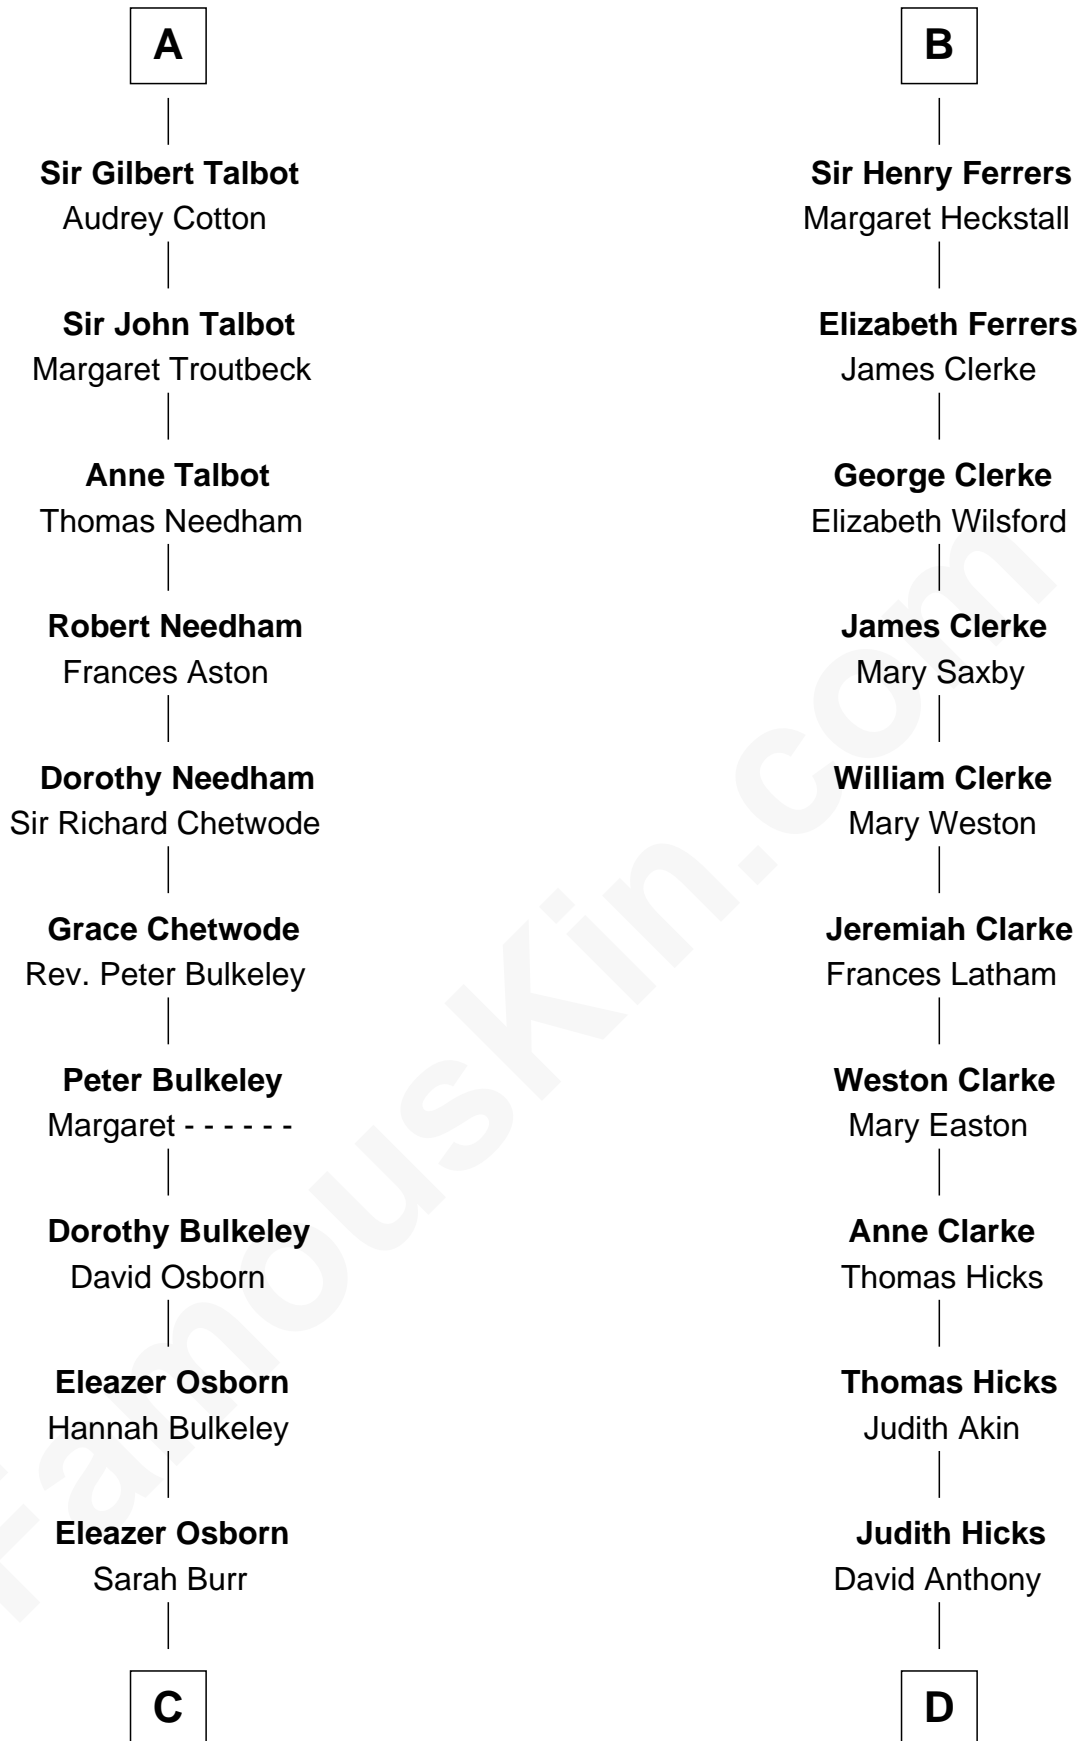 A
Sir Gilbert Talbot
Audrey Cotton
Sir John Talbot
Margaret Troutbeck
Anne Talbot
Thomas Needham
Robert Needham
Frances Aston
Dorothy Needham
Sir Richard Chetwode
Grace Chetwode
Rev. Peter Bulkeley
Peter Bulkeley
Margaret - - - - - -
Dorothy Bulkeley
David Osborn
Eleazer Osborn
Hannah Bulkeley
Eleazer Osborn
Sarah Burr
C
B
Sir Henry Ferrers
Margaret Heckstall
Elizabeth Ferrers
James Clerke
George Clerke
Elizabeth Wilsford
James Clerke
Mary Saxby
William Clerke
Mary Weston
Jeremiah Clarke
Frances Latham
Weston Clarke
Mary Easton
Anne Clarke
Thomas Hicks
Thomas Hicks
Judith Akin
Judith Hicks
David Anthony
D
FamousKin.com